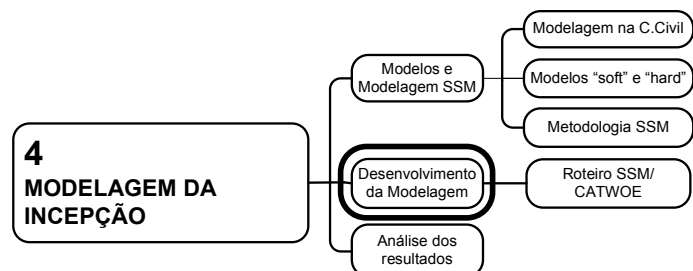 4
MODELAGEM DA
INCEPÇÃO
Modelos e
Modelagem SSM
Modelagem na C.Civil
Modelos “soft” e “hard”
Metodologia SSM
Desenvolvimento
da Modelagem
Roteiro SSM/
CATWOE
Análise dos
resultados